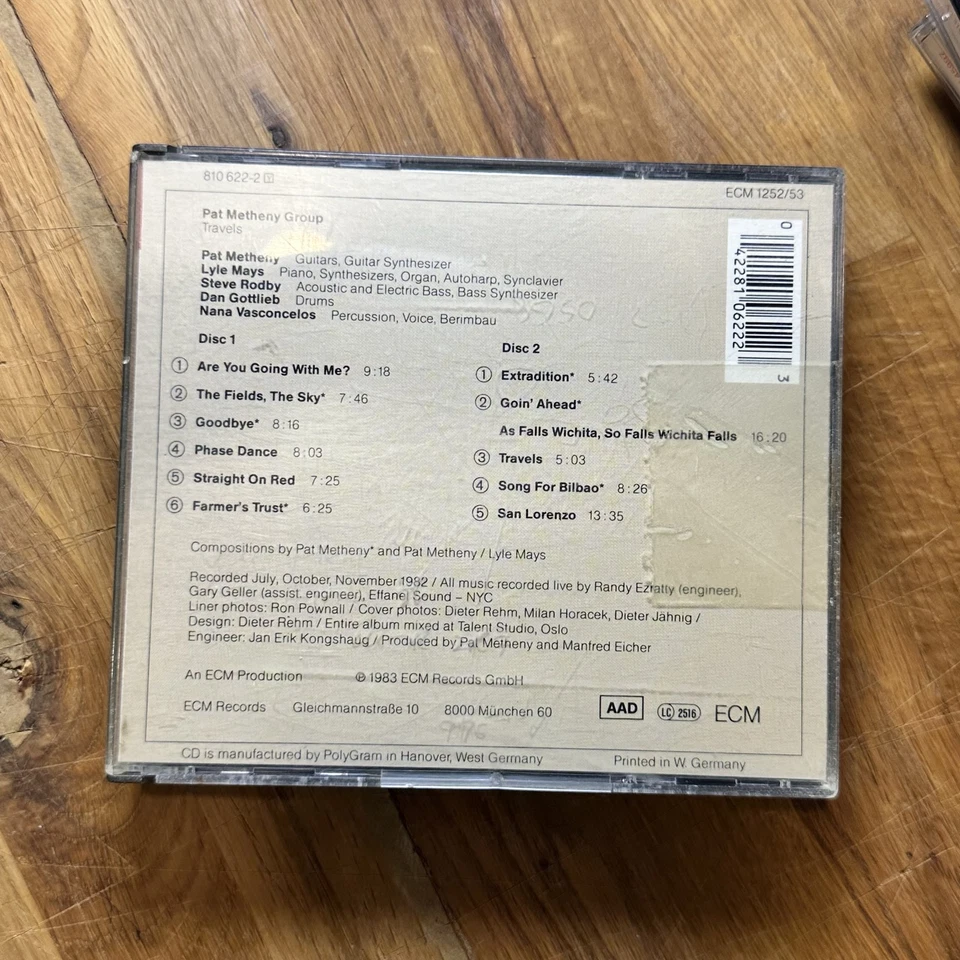 810 622-2
ECM 1252/53
Pat Metheny Group
Travels
Pat Metheny Guitars, Guitar Synthesizer
Lyle Mays Piano, Synthesizers, Organ, Autoharp, Synclavier
Steve Rodby Acoustic and Electric Bass, Bass Synthesizer
Dan Gottlieb Drums
Nana Vasconcelos Percussion, Voice, Berimbau
0 42281 06222 3
Disc 1
① Are You Going With Me? 9:18
② The Fields, The Sky* 7:46
③ Goodbye* 8:16
④ Phase Dance 8:03
⑤ Straight On Red 7:25
⑥ Farmer's Trust* 6:25
Disc 2
① Extradition* 5:42
② Goin' Ahead*
As Falls Wichita, So Falls Wichita Falls 16:20
③ Travels 5:03
④ Song For Bilbao* 8:26
⑤ San Lorenzo 13:35
Compositions by Pat Metheny* and Pat Metheny / Lyle Mays
Recorded July, October, November 1982 / All music recorded live by Randy Ezratty (engineer),
Gary Geller (assist. engineer), Effanel Sound – NYC
Liner photos: Ron Pownall / Cover photos: Dieter Rehm, Milan Horacek, Dieter Jähnig /
Design: Dieter Rehm / Entire album mixed at Talent Studio, Oslo
Engineer: Jan Erik Kongshaug / Produced by Pat Metheny and Manfred Eicher
An ECM Production ℗ 1983 ECM Records GmbH
ECM Records Gleichmannstraße 10 8000 München 60 AAD LC 2516 ECM
CD is manufactured by PolyGram in Hanover, West Germany Printed in W. Germany